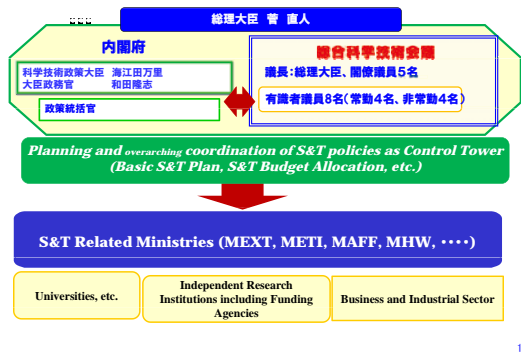 総理大臣 菅 直人
内閣府
科学技術政策大臣 海江田万里
大臣政務官 和田隆志
政策統括官
総合科学技術会議
議長:総理大臣、閣僚議員5名
有識者議員8名(常勤4名、非常勤4名)
Planning and overarching coordination of S&T policies as Control Tower
(Basic S&T Plan, S&T Budget Allocation, etc.)
S&T Related Ministries (MEXT, METI, MAFF, MHW, ････)
Universities, etc.
Independent Research
Institutions including Funding
Agencies
Business and Industrial Sector
1